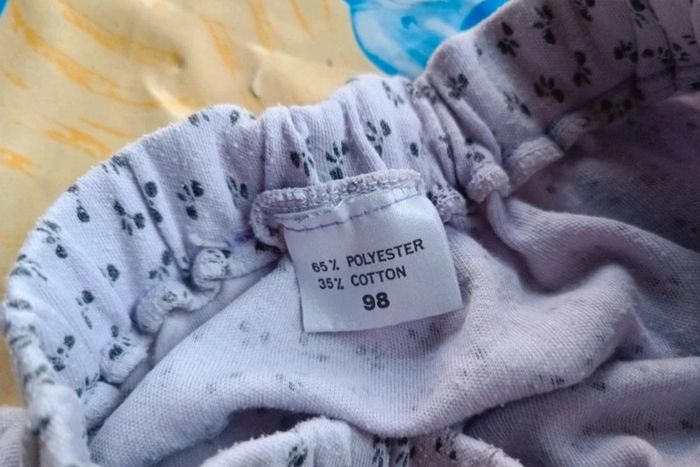 65% POLYESTER
35% COTTON
98